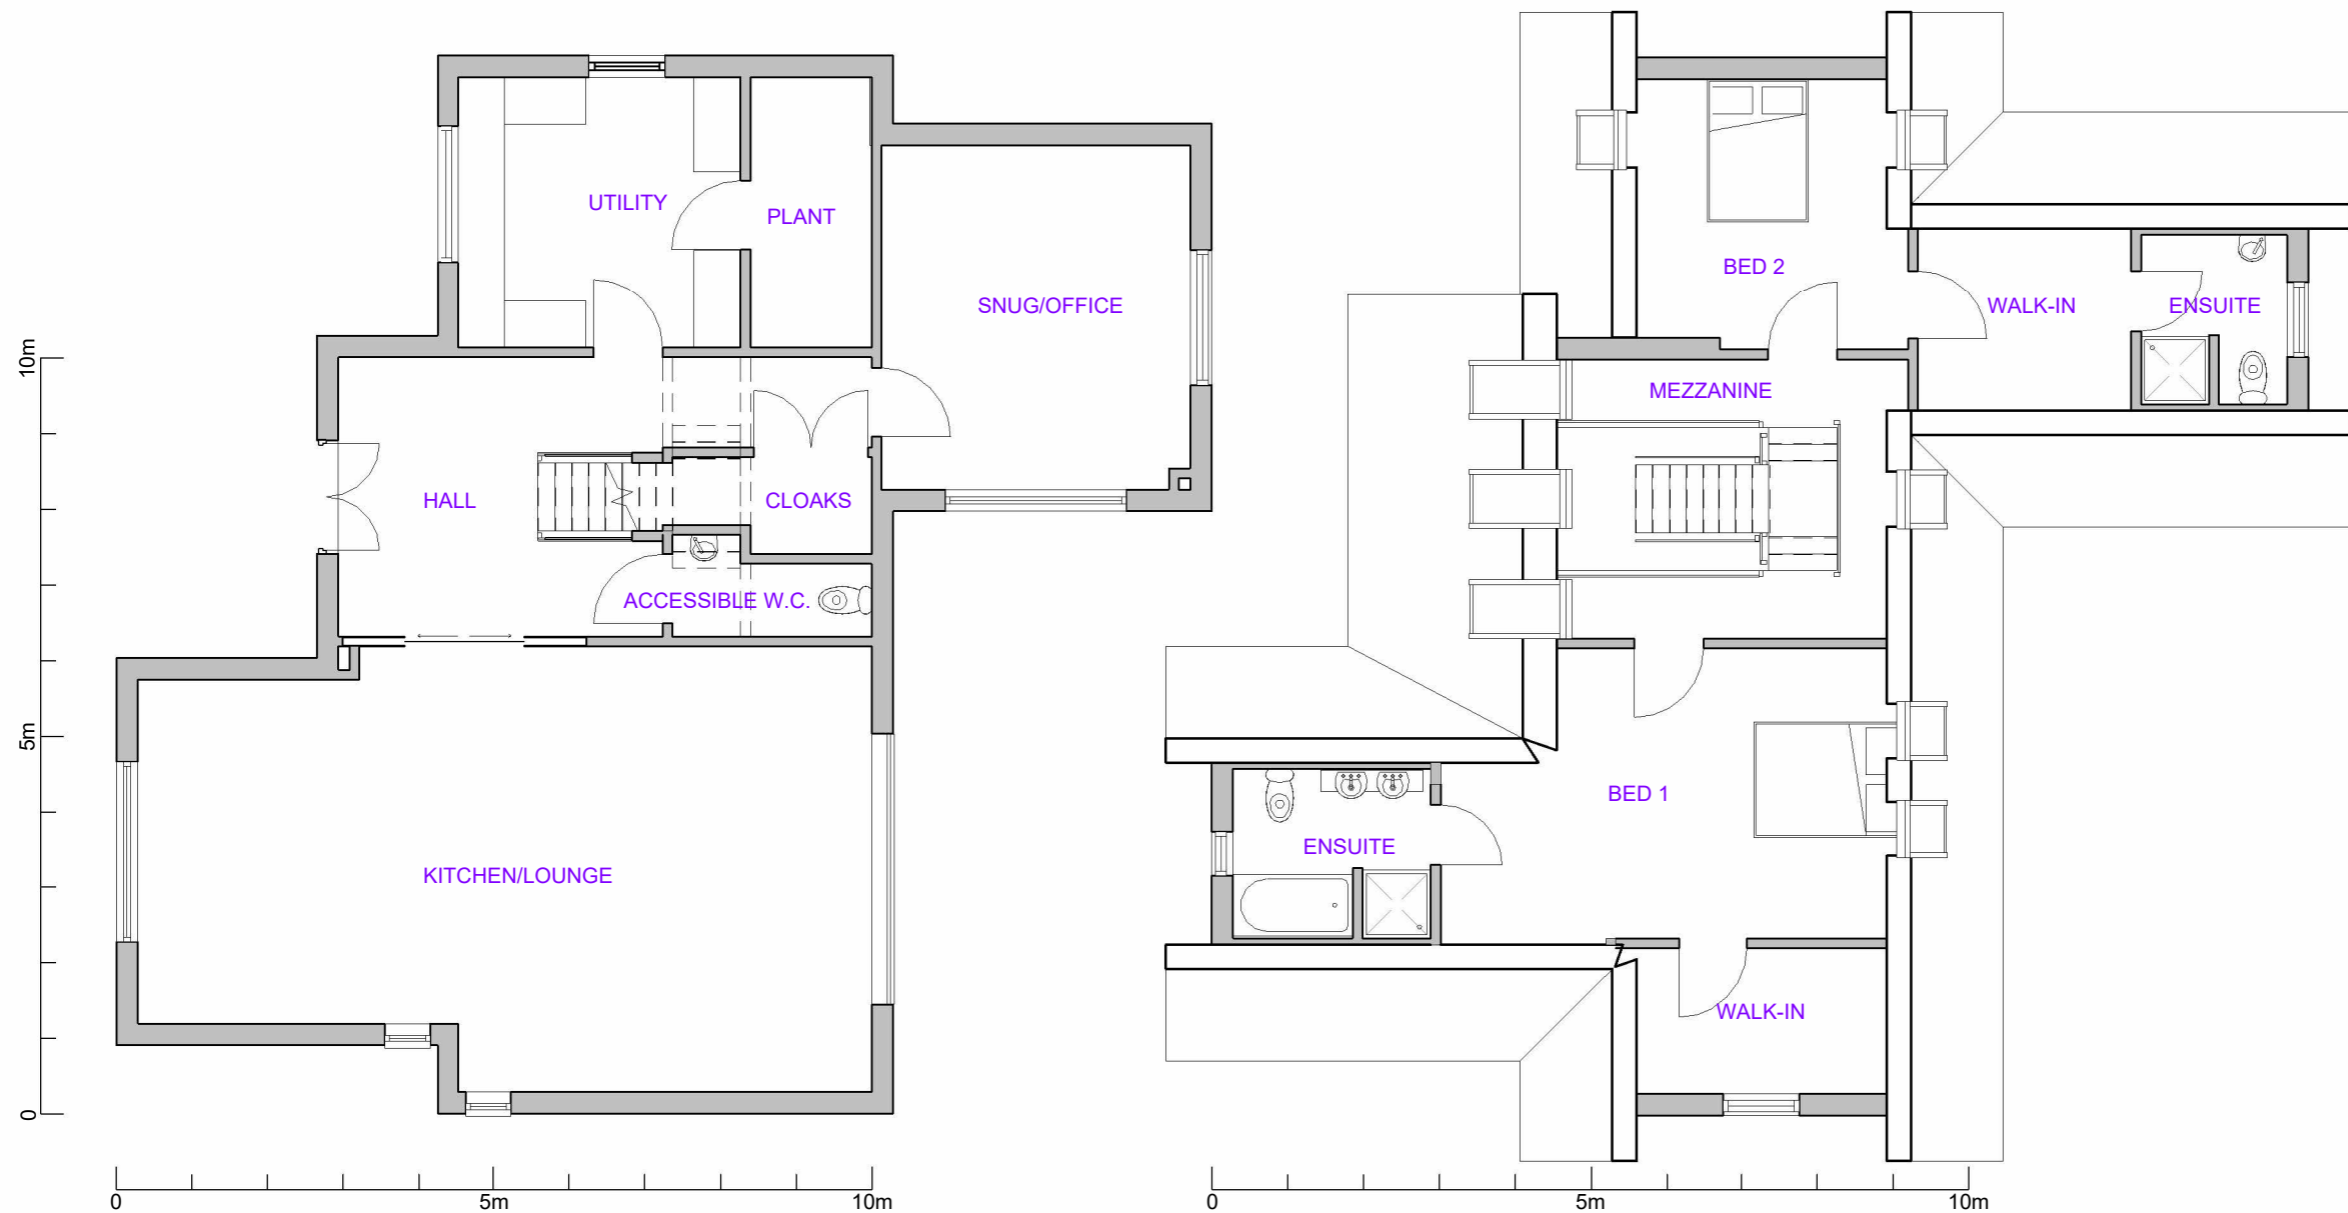 UTILITY
PLANT
SNUG/OFFICE
HALL
CLOAKS
ACCESSIBLE W.C.
KITCHEN/LOUNGE
10m
5m
0
0
5m
10m
BED 2
WALK-IN
ENSUITE
MEZZANINE
BED 1
ENSUITE
WALK-IN
0
5m
10m